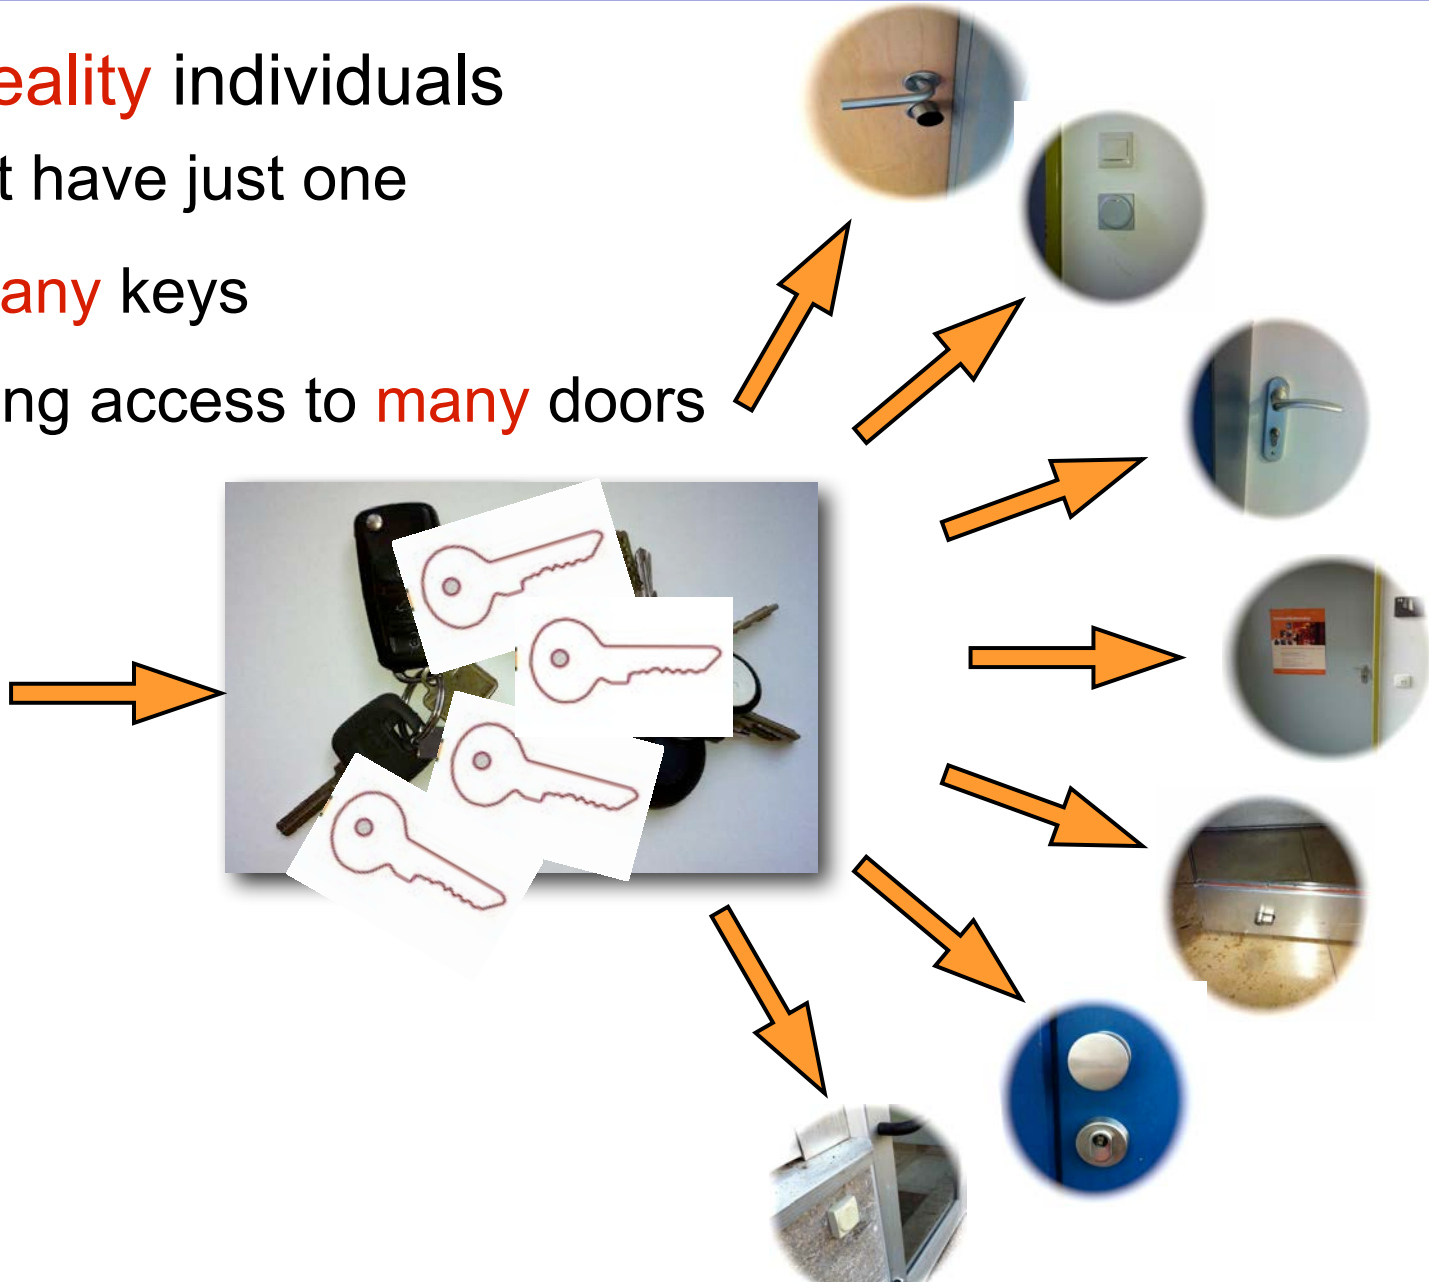 eality individuals
t have just one
any keys
ng access to many doors